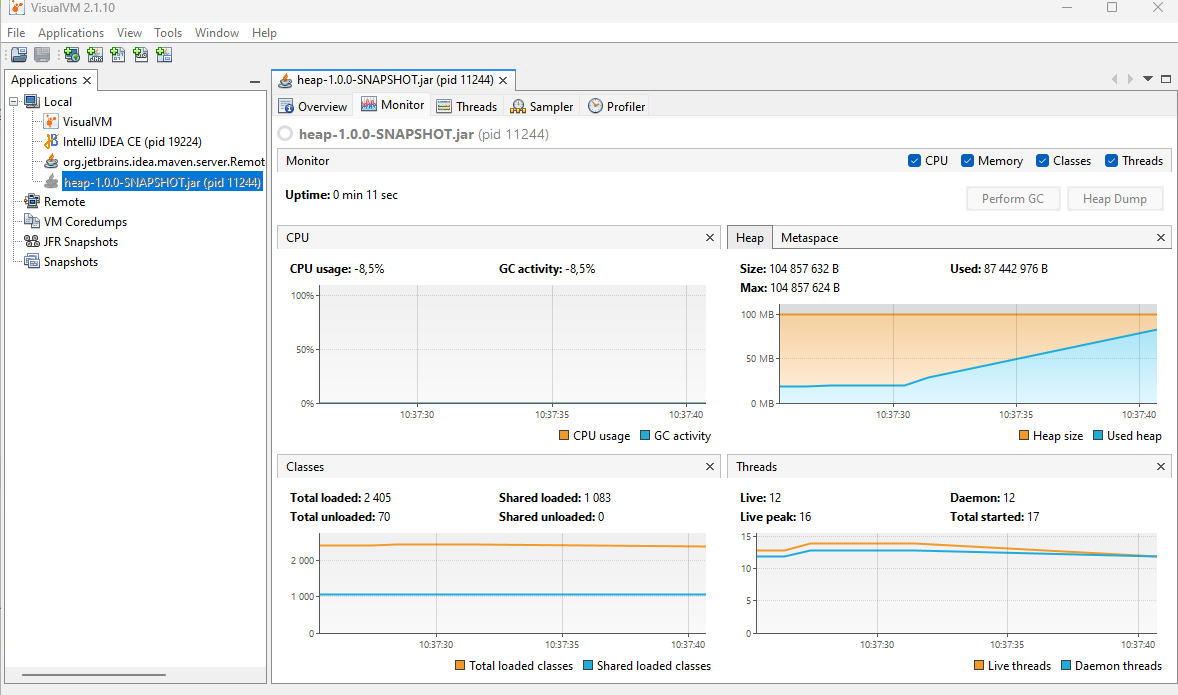 VisualVM 2.1.10
File Applications View Tools Window Help
Applications
Local
VisualVM
IntelliJ IDEA CE (pid 19224)
org.jetbrains.idea.maven.server.Remot
heap-1.0.0-SNAPSHOT.jar (pid 11244)
Remote
VM Coredumps
JFR Snapshots
Snapshots
heap-1.0.0-SNAPSHOT.jar (pid 11244)
Overview Monitor Threads Sampler Profiler
heap-1.0.0-SNAPSHOT.jar (pid 11244)
Monitor CPU Memory Classes Threads
Uptime: 0 min 11 sec
Perform GC Heap Dump
CPU
CPU usage: -8,5% GC activity: -8,5%
100%
50%
0%
10:37:30 10:37:35 10:37:40
CPU usage GC activity
Heap Metaspace
Size: 104 857 632 B Used: 87 442 976 B
Max: 104 857 624 B
100 MB
50 MB
0 MB
10:37:30 10:37:35 10:37:40
Heap size Used heap
Classes
Total loaded: 2 405 Shared loaded: 1 083
Total unloaded: 70 Shared unloaded: 0
2 000
1 000
0
10:37:30 10:37:35 10:37:40
Total loaded classes Shared loaded classes
Threads
Live: 12 Daemon: 12
Live peak: 16 Total started: 17
15
10
5
0
10:37:30 10:37:35 10:37:40
Live threads Daemon threads